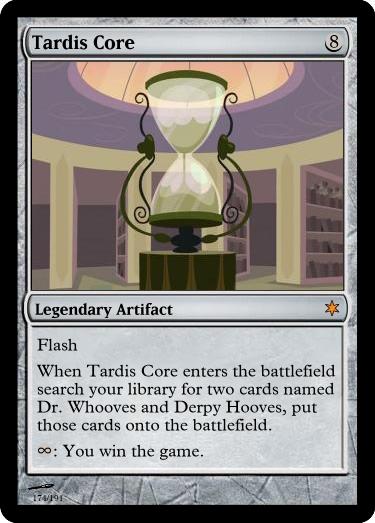 Tardis Core 8
Legendary Artifact
Flash
When Tardis Core enters the battlefield
search your library for two cards named
Dr. Whooves and Derpy Hooves, put
those cards onto the battlefield.
∞: You win the game.
174/191